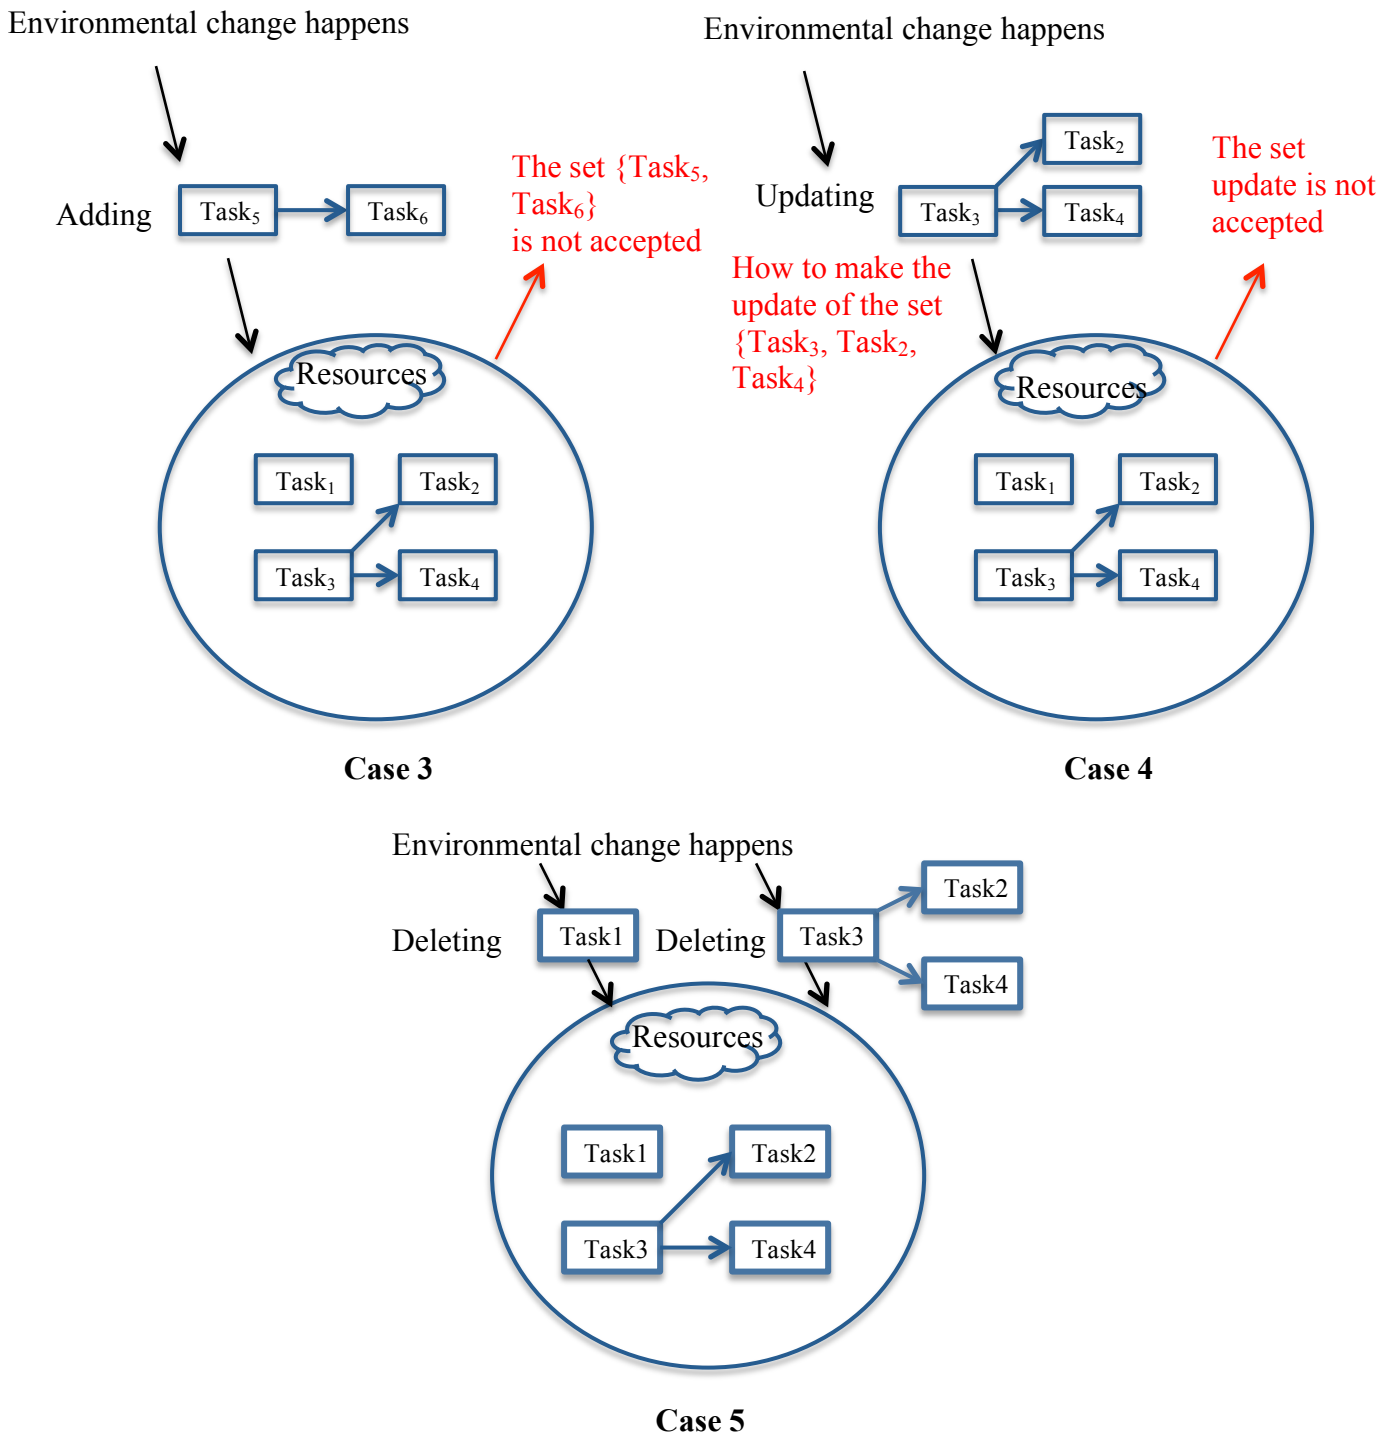 Environmental change happens
Adding
Task₅
Task₆
The set {Task₅,
Task₆}
is not accepted
Resources
Task₁
Task₂
Task₃
Task₄
Case 3
Environmental change happens
Updating
Task₃
Task₂
Task₄
The set
update is not
accepted
How to make the
update of the set
{Task₃, Task₂,
Task₄}
Resources
Task₁
Task₂
Task₃
Task₄
Case 4
Environmental change happens
Deleting
Task1
Deleting
Task3
Task2
Task4
Resources
Task1
Task2
Task3
Task4
Case 5